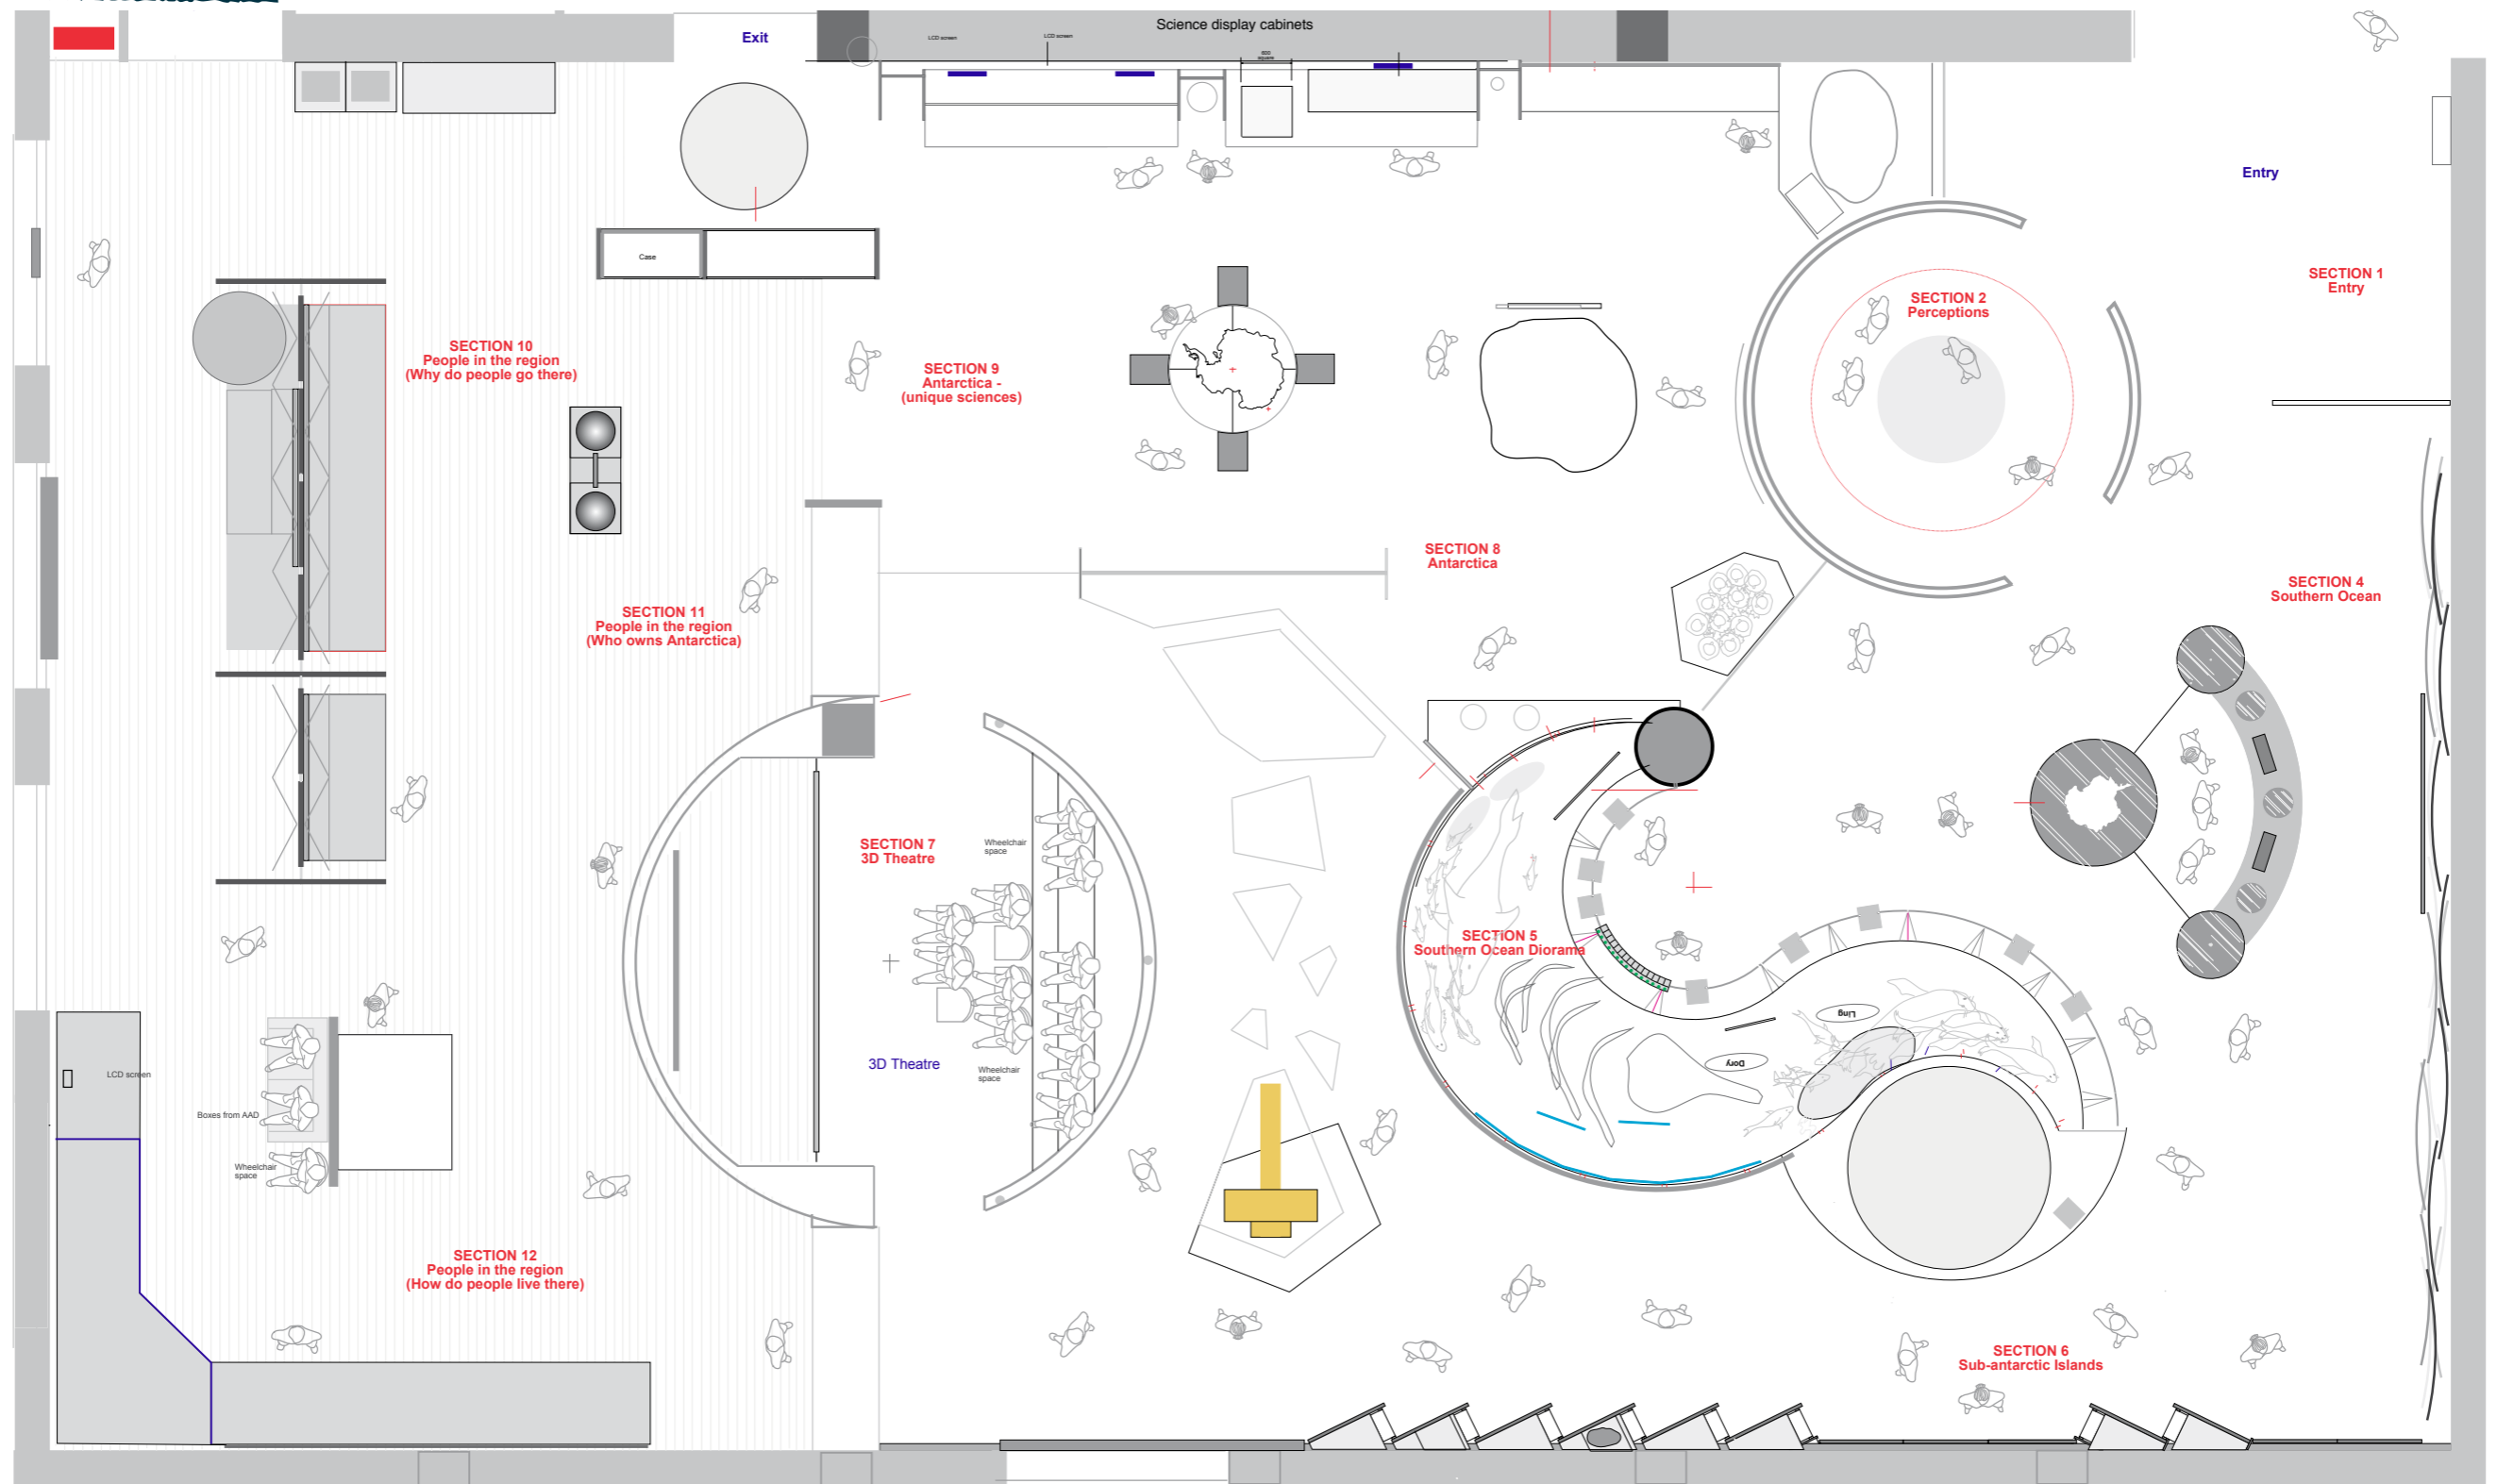 Science display cabinets
Exit
LCD screen
LCD screen
600
square
Entry
Case
SECTION 1
Entry
SECTION 2
Perceptions
SECTION 10
People in the region
(Why do people go there)
SECTION 9
Antarctica -
(unique sciences)
SECTION 8
Antarctica
SECTION 4
Southern Ocean
SECTION 11
People in the region
(Who owns Antarctica)
SECTION 7
3D Theatre
Wheelchair
space
SECTION 5
Southern Ocean Diorama
Ling
Dory
3D Theatre
Wheelchair
space
LCD screen
Boxes from AAD
Wheelchair
space
SECTION 12
People in the region
(How do people live there)
SECTION 6
Sub-antarctic Islands